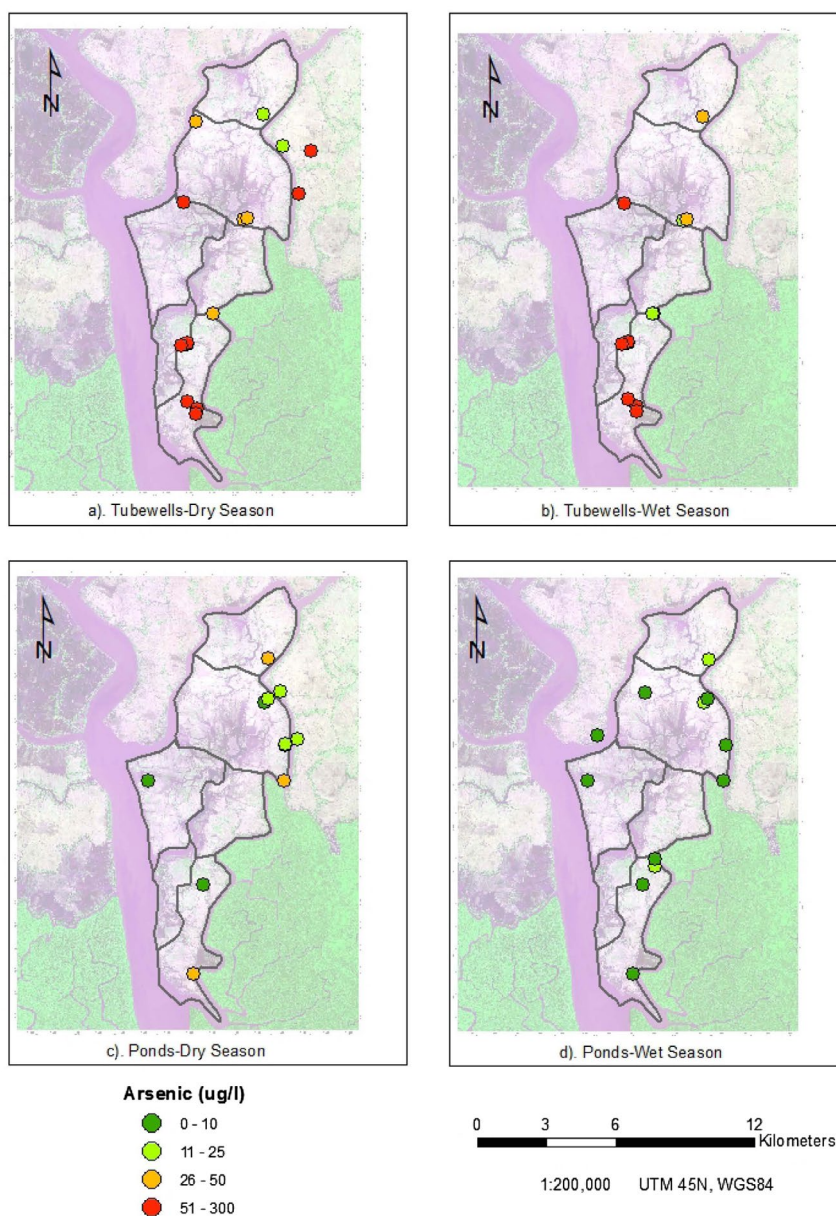 N
N
a). Tubewells-Dry Season
b). Tubewells-Wet Season
N
N
c). Ponds-Dry Season
d). Ponds-Wet Season
Arsenic (ug/l)
0 - 10
11 - 25
26 - 50
51 - 300
0 3 6 12
Kilometers
1:200,000 UTM 45N, WGS84